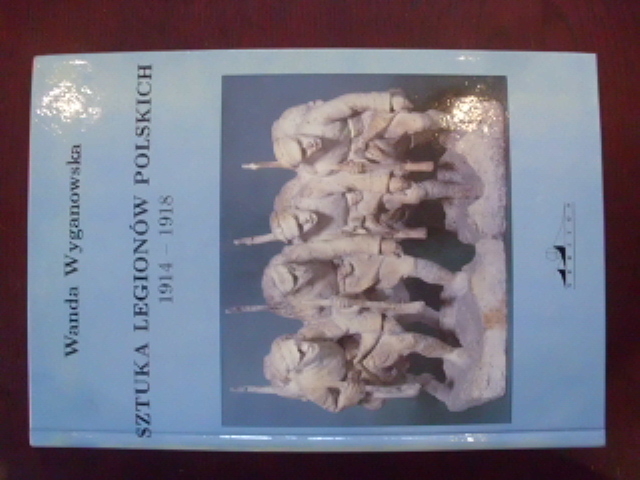 Wanda Wyganowska
SZTUKA LEGIONÓW POLSKICH
1914 – 1918